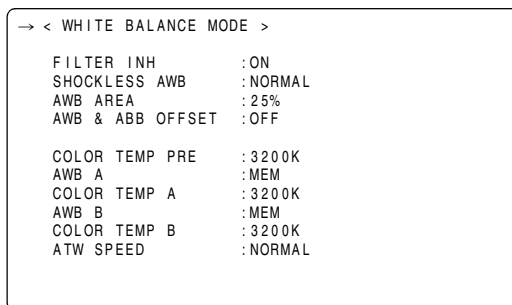 → < WHITE BALANCE MODE >
FILTER INH :ON
SHOCKLESS AWB :NORMAL
AWB AREA :25%
AWB & ABB OFFSET :OFF
COLOR TEMP PRE :3200K
AWB A :MEM
COLOR TEMP A :3200K
AWB B :MEM
COLOR TEMP B :3200K
ATW SPEED :NORMAL